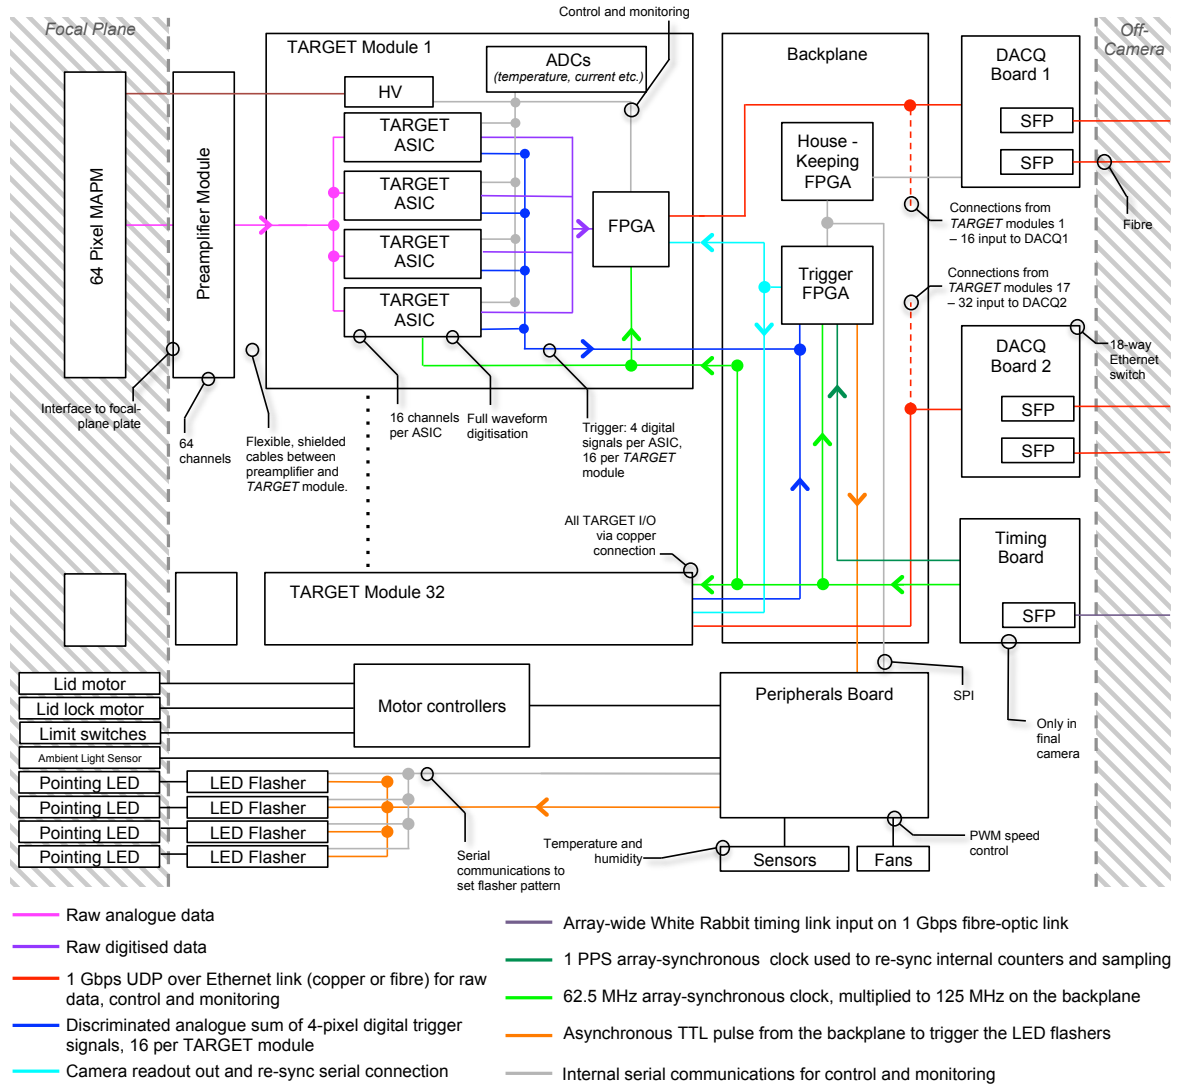 Control and monitoring
Focal Plane
Off-
Camera
TARGET Module 1
ADCs
(temperature, current etc.)
Backplane
DACQ
Board 1
HV
SFP
SFP
64 Pixel MAPM
Preamplifier Module
TARGET
ASIC
TARGET
ASIC
TARGET
ASIC
TARGET
ASIC
FPGA
House -
Keeping
FPGA
Trigger
FPGA
Connections from
TARGET modules 1
– 16 input to DACQ1
Fibre
Connections from
TARGET modules 17
– 32 input to DACQ2
DACQ
Board 2
18-way
Ethernet
switch
SFP
SFP
Interface to focal-
plane plate
64
channels
Flexible, shielded
cables between
preamplifier and
TARGET module.
16 channels
per ASIC
Full waveform
digitisation
Trigger: 4 digital
signals per ASIC,
16 per TARGET
module
All TARGET I/O
via copper
connection
Timing
Board
SFP
TARGET Module 32
SPI
Only in
final
camera
Lid motor
Lid lock motor
Limit switches
Ambient Light Sensor
Motor controllers
Peripherals Board
Pointing LED
LED Flasher
Pointing LED
LED Flasher
Pointing LED
LED Flasher
Pointing LED
LED Flasher
Serial
communications to
set flasher pattern
Temperature and
humidity
Sensors
Fans
PWM speed
control
Raw analogue data
Raw digitised data
1 Gbps UDP over Ethernet link (copper or fibre) for raw
data, control and monitoring
Discriminated analogue sum of 4-pixel digital trigger
signals, 16 per TARGET module
Camera readout out and re-sync serial connection
Array-wide White Rabbit timing link input on 1 Gbps fibre-optic link
1 PPS array-synchronous clock used to re-sync internal counters and sampling
62.5 MHz array-synchronous clock, multiplied to 125 MHz on the backplane
Asynchronous TTL pulse from the backplane to trigger the LED flashers
Internal serial communications for control and monitoring